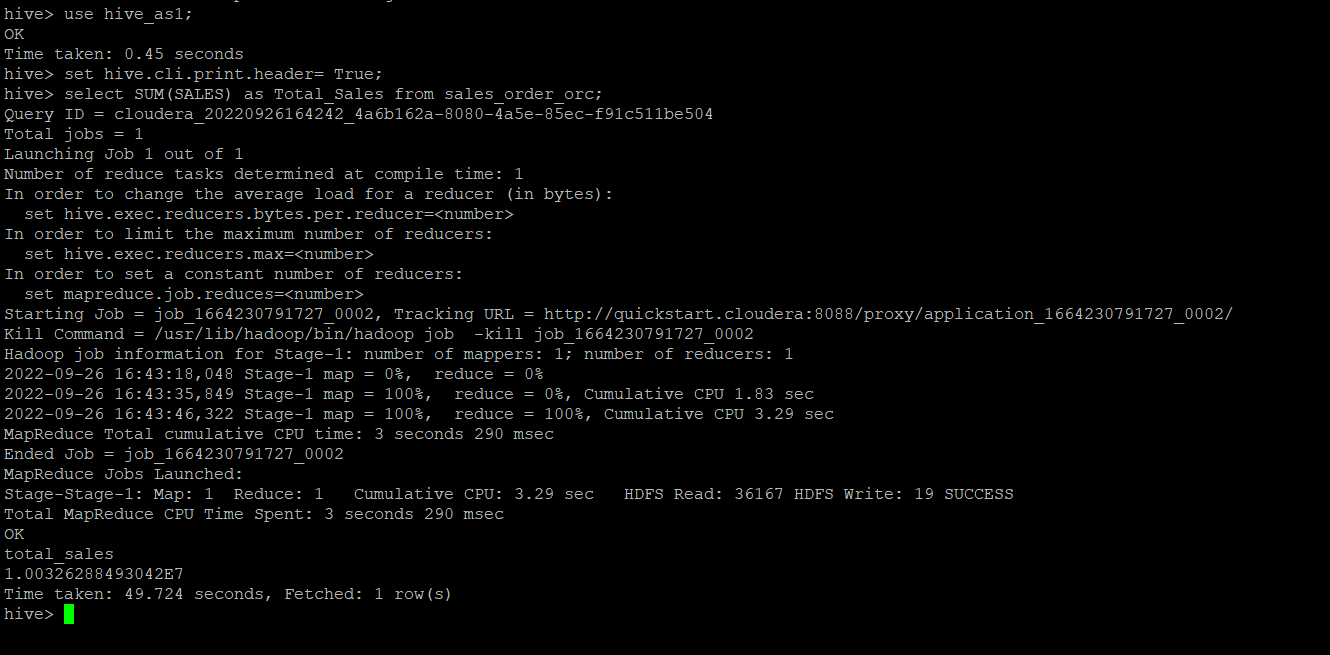 hive> use hive_as1;
OK
Time taken: 0.45 seconds
hive> set hive.cli.print.header= True;
hive> select SUM(SALES) as Total_Sales from sales_order_orc;
Query ID = cloudera_20220926164242_4a6b162a-8080-4a5e-85ec-f91c511be504
Total jobs = 1
Launching Job 1 out of 1
Number of reduce tasks determined at compile time: 1
In order to change the average load for a reducer (in bytes):
  set hive.exec.reducers.bytes.per.reducer=<number>
In order to limit the maximum number of reducers:
  set hive.exec.reducers.max=<number>
In order to set a constant number of reducers:
  set mapreduce.job.reduces=<number>
Starting Job = job_1664230791727_0002, Tracking URL = http://quickstart.cloudera:8088/proxy/application_1664230791727_0002/
Kill Command = /usr/lib/hadoop/bin/hadoop job  -kill job_1664230791727_0002
Hadoop job information for Stage-1: number of mappers: 1; number of reducers: 1
2022-09-26 16:43:18,048 Stage-1 map = 0%,  reduce = 0%
2022-09-26 16:43:35,849 Stage-1 map = 100%,  reduce = 0%, Cumulative CPU 1.83 sec
2022-09-26 16:43:46,322 Stage-1 map = 100%,  reduce = 100%, Cumulative CPU 3.29 sec
MapReduce Total cumulative CPU time: 3 seconds 290 msec
Ended Job = job_1664230791727_0002
MapReduce Jobs Launched:
Stage-Stage-1: Map: 1  Reduce: 1   Cumulative CPU: 3.29 sec   HDFS Read: 36167 HDFS Write: 19 SUCCESS
Total MapReduce CPU Time Spent: 3 seconds 290 msec
OK
total_sales
1.00326288493042E7
Time taken: 49.724 seconds, Fetched: 1 row(s)
hive>